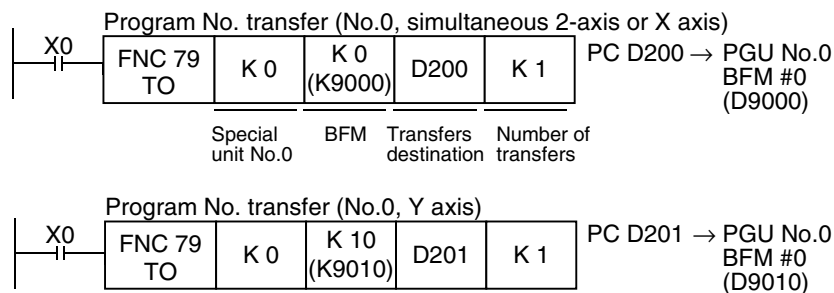 Program No. transfer (No.0, simultaneous 2-axis or X axis)
X0
FNC 79
TO
K 0
K 0
(K9000)
D200
K 1
PC D200 → PGU No.0
BFM #0
(D9000)
Special
unit No.0
BFM
Transfers
destination
Number of
transfers
Program No. transfer (No.0, Y axis)
X0
FNC 79
TO
K 0
K 10
(K9010)
D201
K 1
PC D201 → PGU No.0
BFM #0
(D9010)